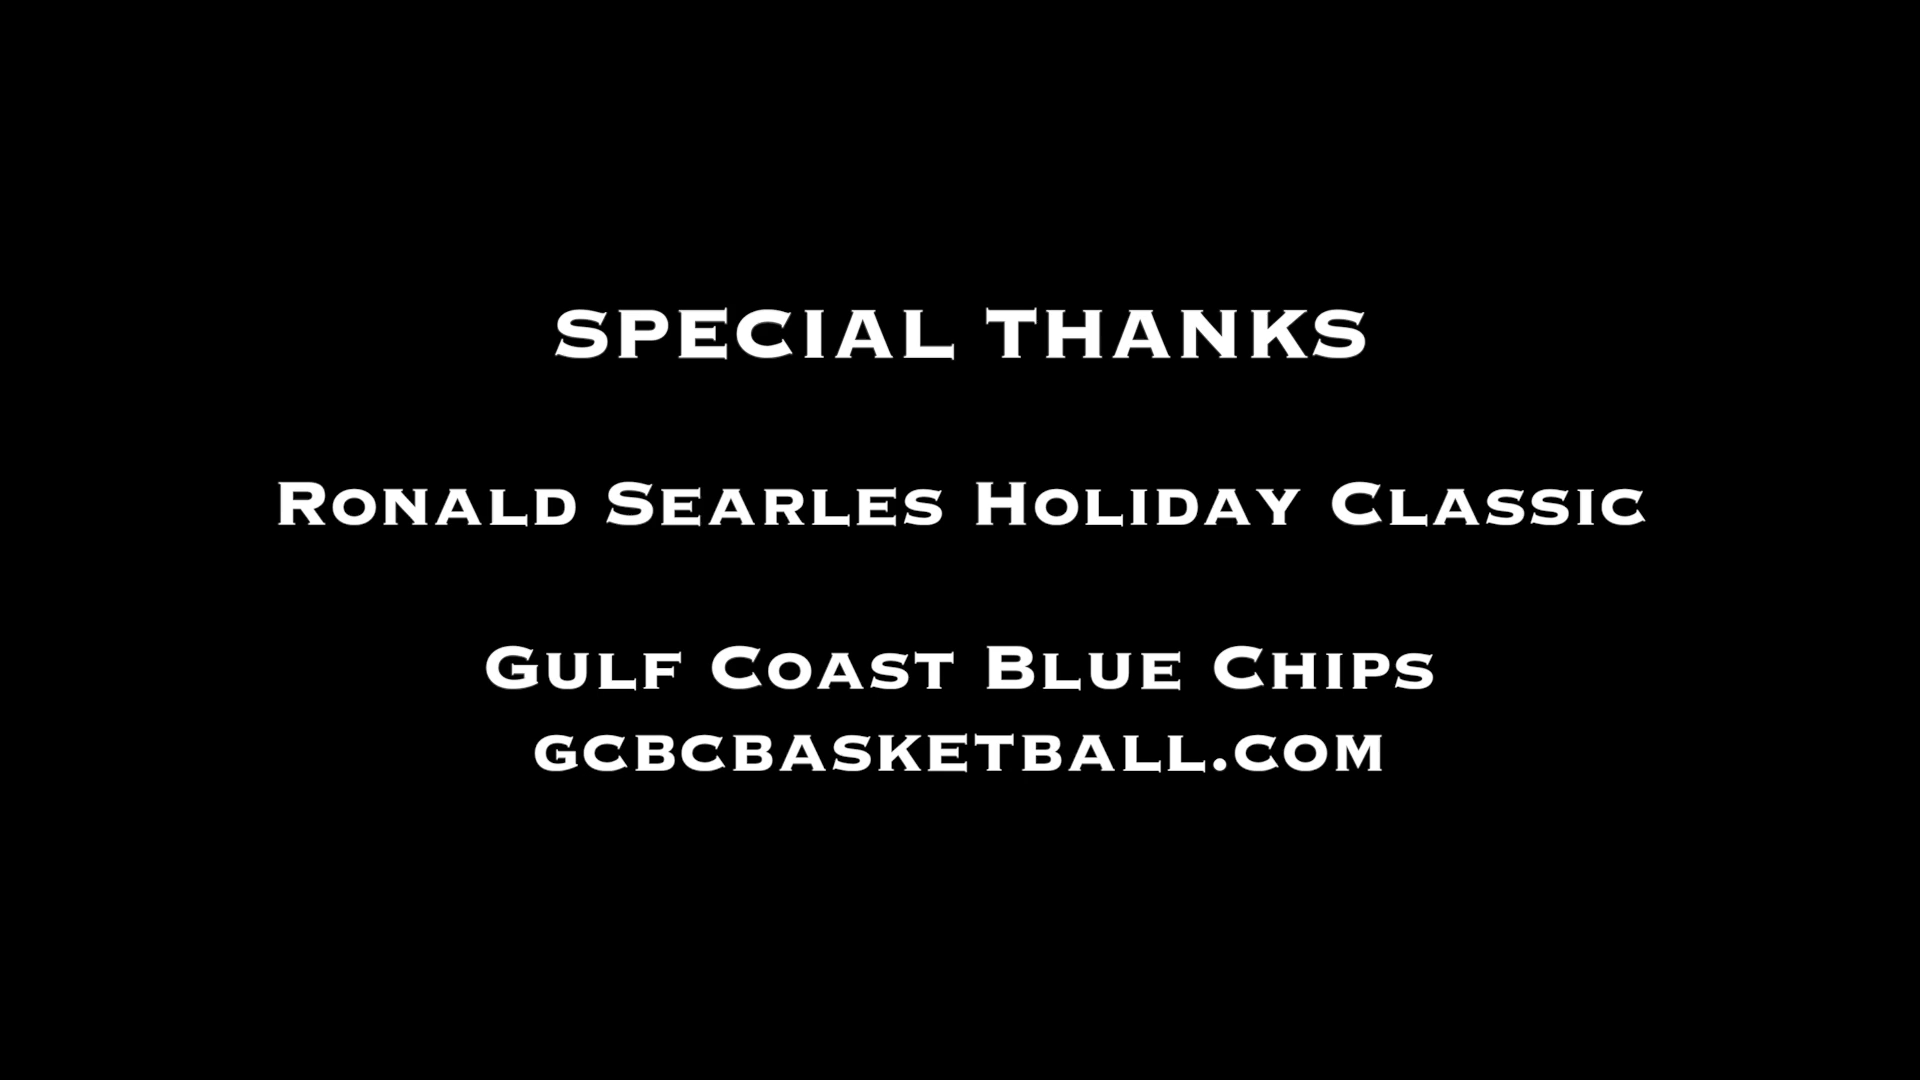 SPECIAL THANKS
Ronald Searles Holiday Classic
Gulf Coast Blue Chips
gcbcbasketball.com